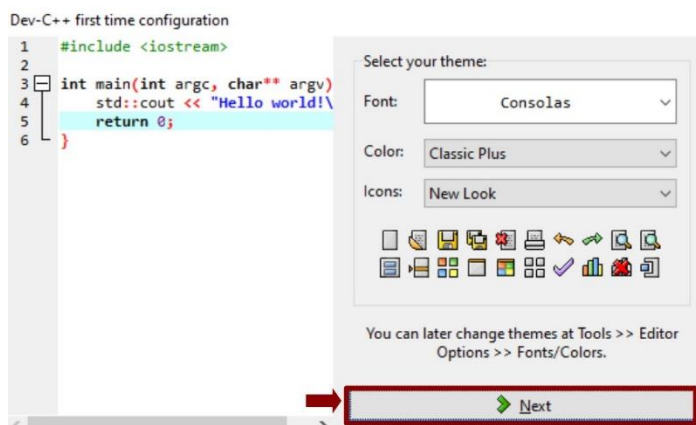 Dev-C++ first time configuration
1 #include <iostream>
2
3 int main(int argc, char** argv)
4 std::cout << "Hello world!\
5 return 0;
6 }
Select your theme:
Font: Consolas
Color: Classic Plus
Icons: New Look
You can later change themes at Tools >> Editor
Options >> Fonts/Colors.
Next